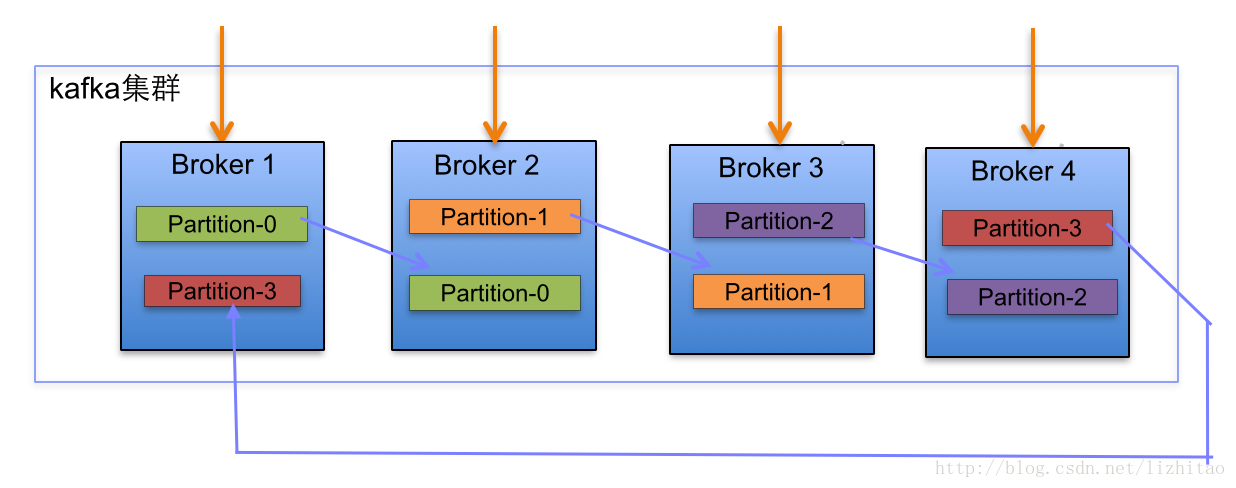 kafka集群
Broker 1
Partition-0
Partition-3
Broker 2
Partition-1
Partition-0
Broker 3
Partition-2
Partition-1
Broker 4
Partition-3
Partition-2
http://blog.csdn.net/lizhitao